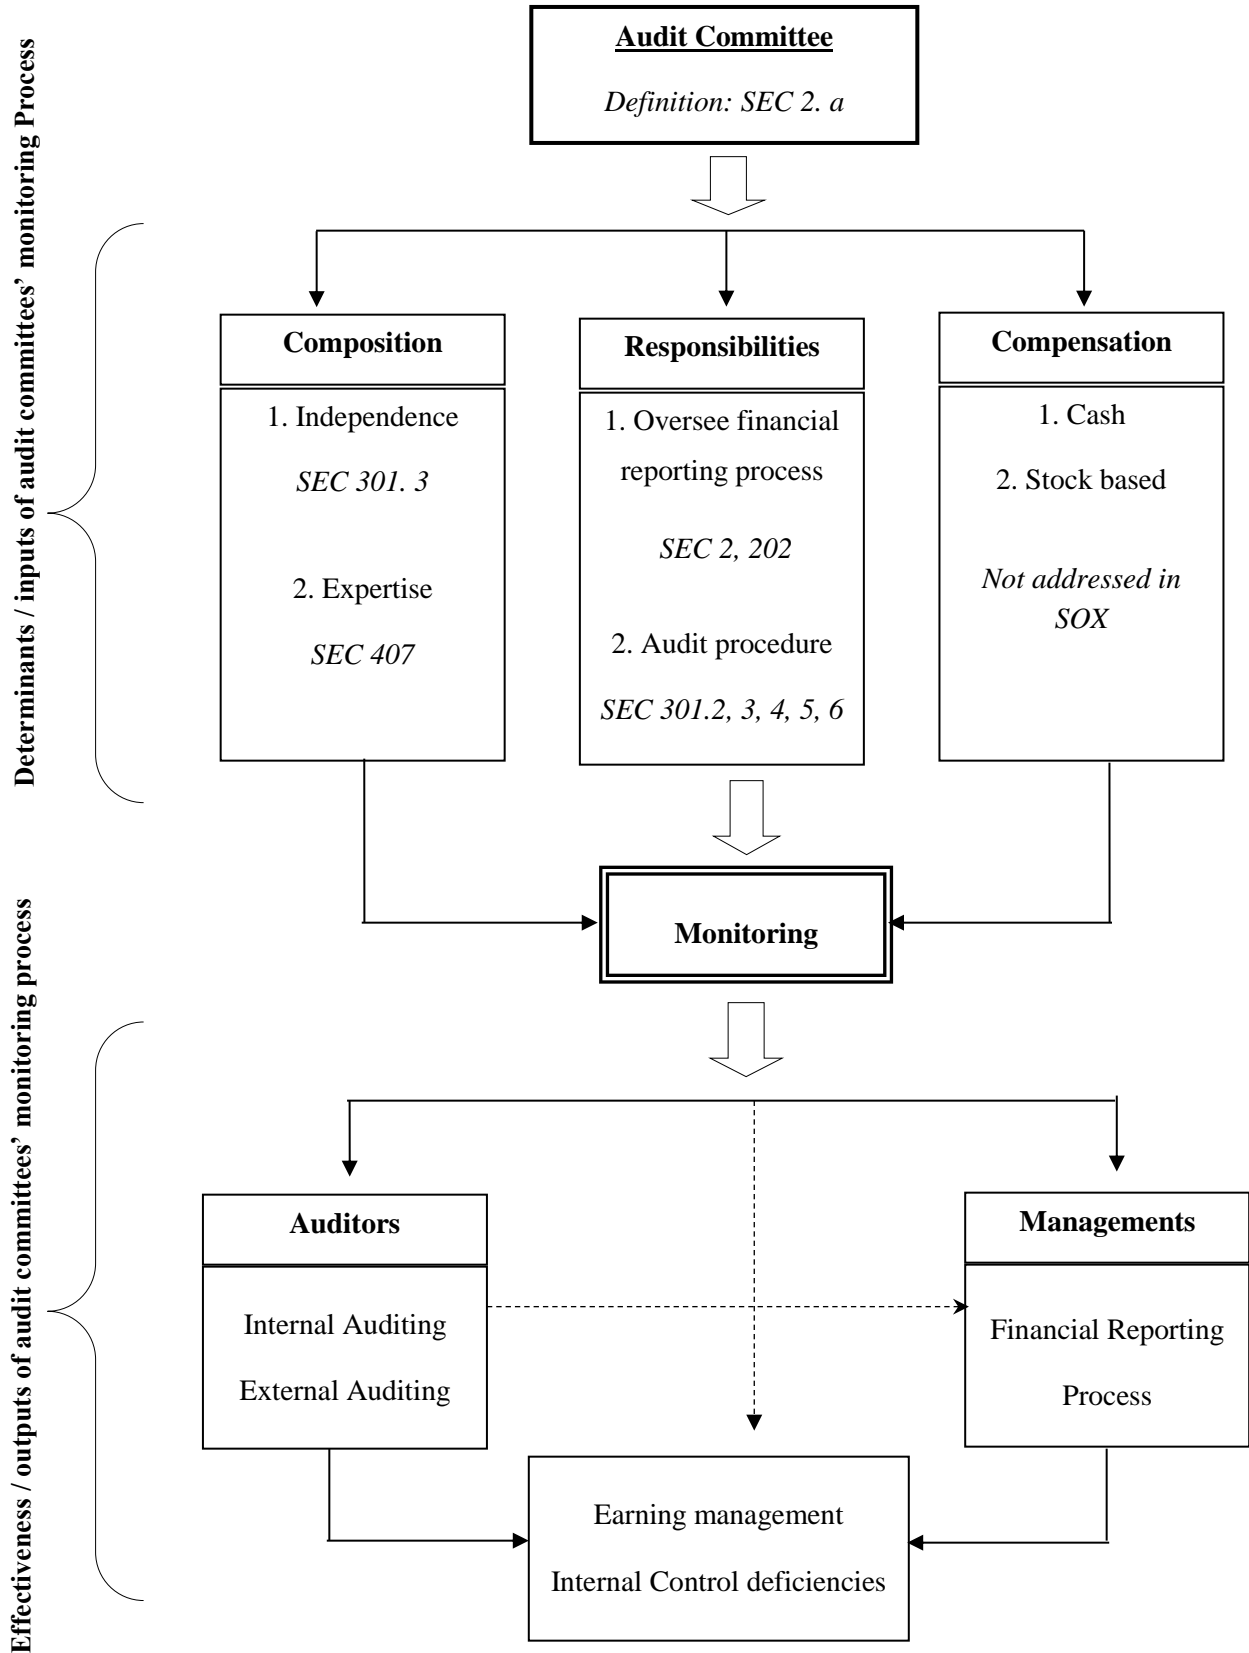 Audit Committee
Definition: SEC 2. a
Determinants / inputs of audit committees’ monitoring Process
Composition
1. Independence
SEC 301. 3
2. Expertise
SEC 407
Responsibilities
1. Oversee financial
reporting process
SEC 2, 202
2. Audit procedure
SEC 301.2, 3, 4, 5, 6
Compensation
1. Cash
2. Stock based
Not addressed in
SOX
Monitoring
Effectiveness / outputs of audit committees’ monitoring process
Auditors
Internal Auditing
External Auditing
Managements
Financial Reporting
Process
Earning management
Internal Control deficiencies